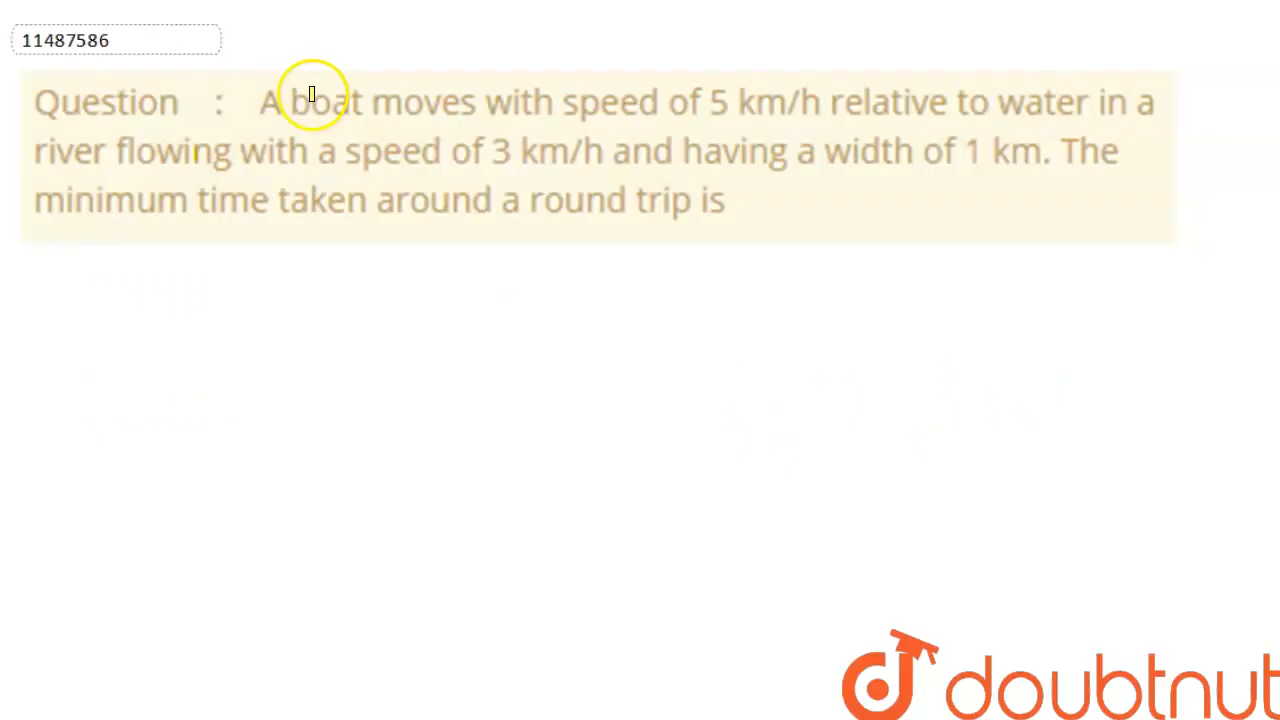 11487586
Question : A boat moves with speed of 5 km/h relative to water in a
river flowing with a speed of 3 km/h and having a width of 1 km. The
minimum time taken around a round trip is
doubtnut